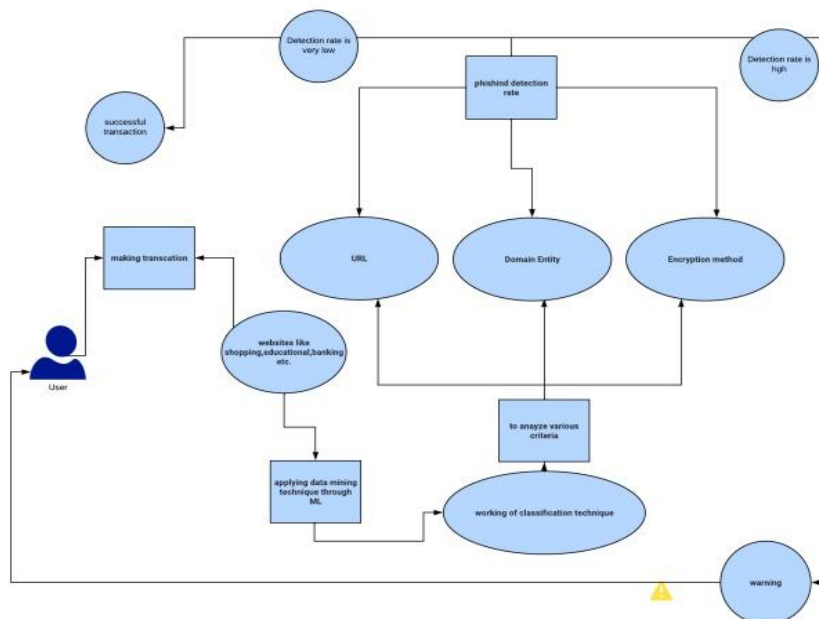 Detection rate is
very low
Detection rate is
hgh
phishind detection
rate
successful
transaction
making transcation
URL
Domain Entity
Encryption method
websites like
shopping,educational,banking
etc.
User
to anayze various
criteria
applying data mining
technique through
ML
working of classification technique
warning